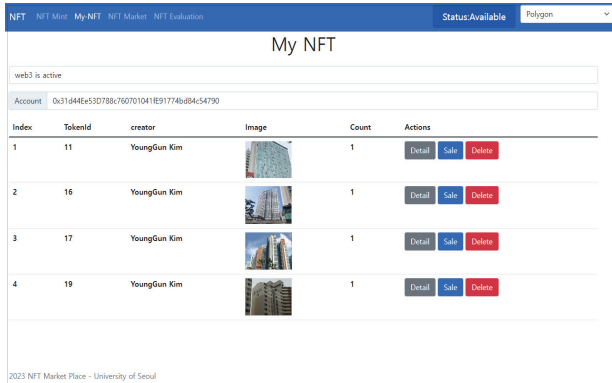 NFT NFT Mint My-NFT NFT Market NFT Evaluation Status:Available Polygon
My NFT
web3 is active
Account 0x31d44Ee53D788c760701041fE91774bd84c54790
Index TokenId creator Image Count Actions
1 11 YoungGun Kim 1 Detail Sale Delete
2 16 YoungGun Kim 1 Detail Sale Delete
3 17 YoungGun Kim 1 Detail Sale Delete
4 19 YoungGun Kim 1 Detail Sale Delete
2023 NFT Market Place - University of Seoul